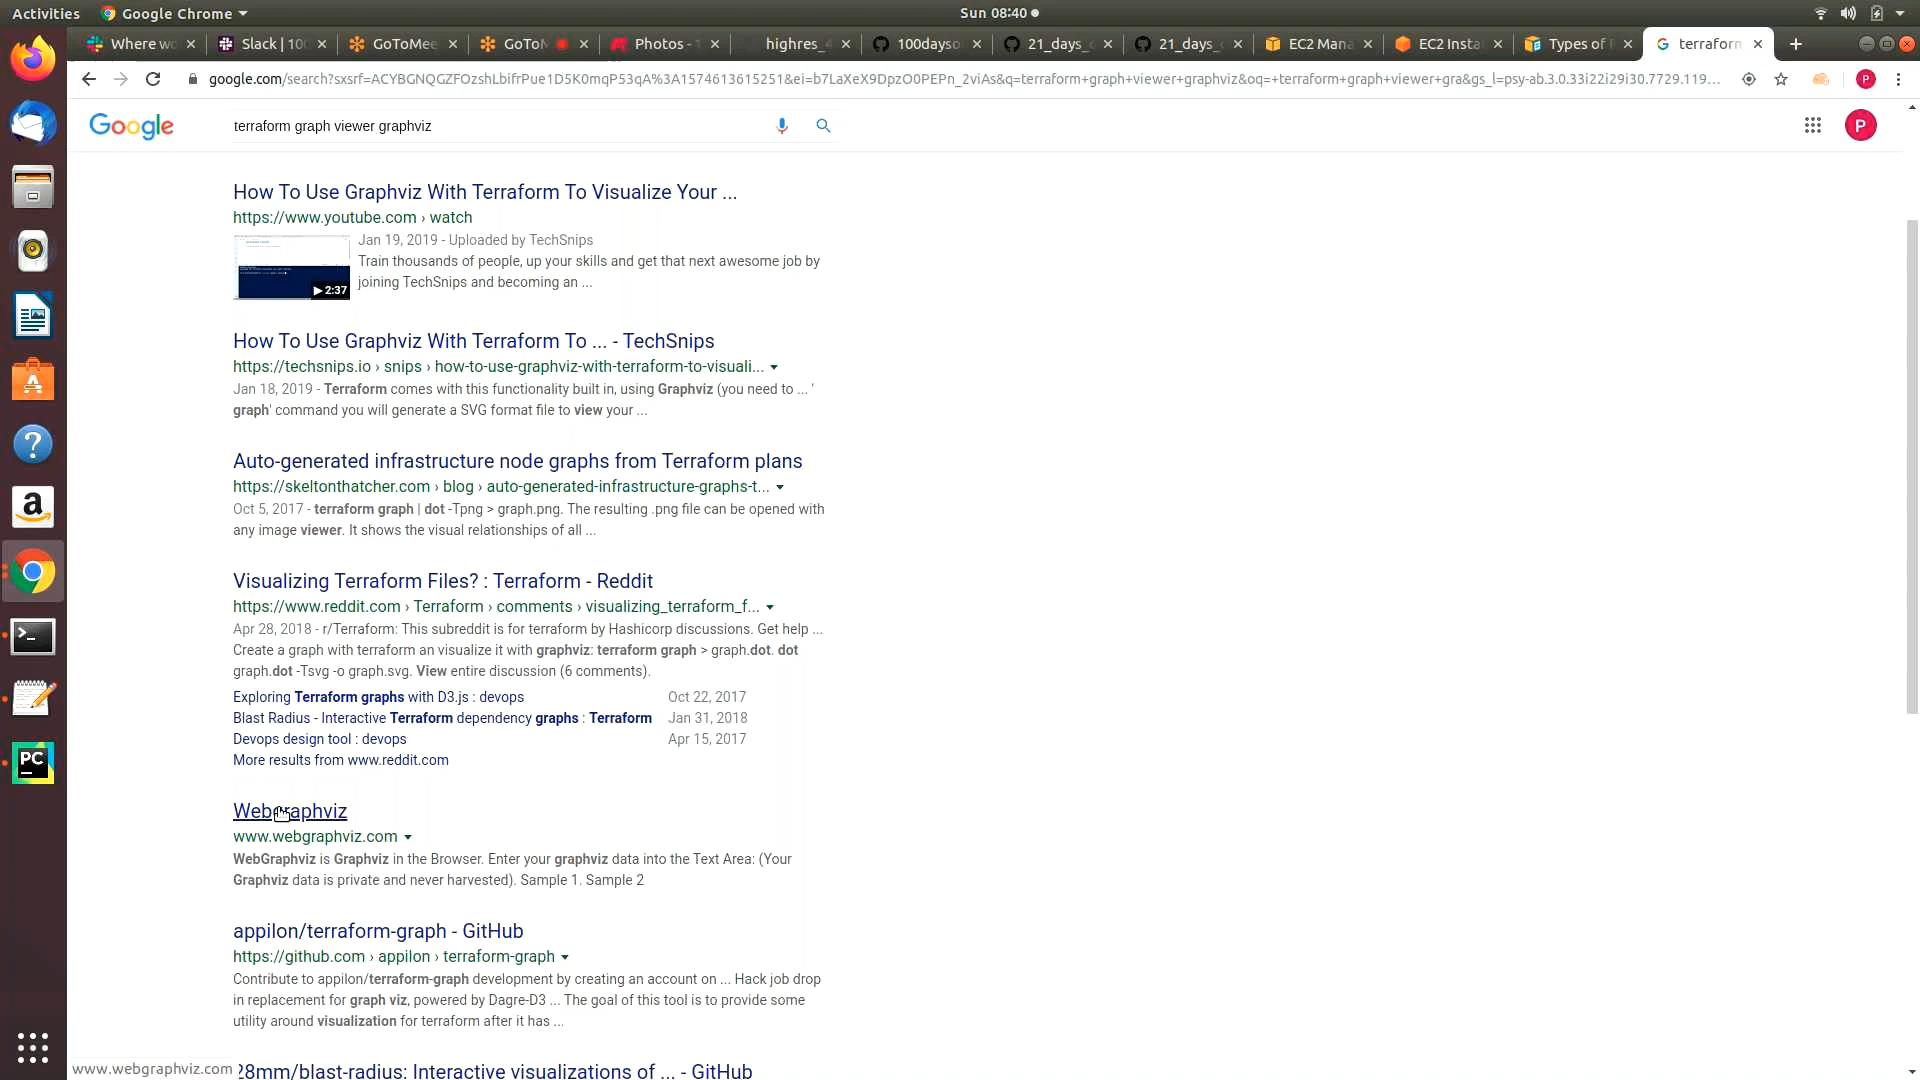 Activities Google Chrome Sun 08:40
Where wo Slack | 100 GoToMee GoToM Photos - highres_4 100dayso 21_days_ 21_days_ EC2 Mana EC2 Insta Types of terraform
google.com/search?sxsrf=ACYBGNQGZFOzshLbifrPue1D5K0mqP53qA%3A1574613615251&ei=b7LaXeX9DpzO0PEPn_2viAs&q=terraform+graph+viewer+graphviz&oq=+terraform+graph+viewer+gra&gs_l=psy-ab.3.0.33i22i29i30.7729.119... P
Google terraform graph viewer graphviz P
How To Use Graphviz With Terraform To Visualize Your ...
https://www.youtube.com › watch
Jan 19, 2019 - Uploaded by TechSnips
Train thousands of people, up your skills and get that next awesome job by
joining TechSnips and becoming an ...
2:37
How To Use Graphviz With Terraform To ... - TechSnips
https://techsnips.io › snips › how-to-use-graphviz-with-terraform-to-visuali...
Jan 18, 2019 - Terraform comes with this functionality built in, using Graphviz (you need to ... '
graph' command you will generate a SVG format file to view your ...
Auto-generated infrastructure node graphs from Terraform plans
https://skeltonthatcher.com › blog › auto-generated-infrastructure-graphs-t...
Oct 5, 2017 - terraform graph | dot -Tpng > graph.png. The resulting .png file can be opened with
any image viewer. It shows the visual relationships of all ...
Visualizing Terraform Files? : Terraform - Reddit
https://www.reddit.com › Terraform › comments › visualizing_terraform_f...
Apr 28, 2018 - r/Terraform: This subreddit is for terraform by Hashicorp discussions. Get help ...
Create a graph with terraform an visualize it with graphviz: terraform graph > graph.dot. dot
graph.dot -Tsvg -o graph.svg. View entire discussion (6 comments).
Exploring Terraform graphs with D3.js : devops Oct 22, 2017
Blast Radius - Interactive Terraform dependency graphs : Terraform Jan 31, 2018
Devops design tool : devops Apr 15, 2017
More results from www.reddit.com
Webgraphviz
www.webgraphviz.com
WebGraphviz is Graphviz in the Browser. Enter your graphviz data into the Text Area: (Your
Graphviz data is private and never harvested). Sample 1. Sample 2
appilon/terraform-graph - GitHub
https://github.com › appilon › terraform-graph
Contribute to appilon/terraform-graph development by creating an account on ... Hack job drop
in replacement for graph viz, powered by Dagre-D3 ... The goal of this tool is to provide some
utility around visualization for terraform after it has ...
www.webgraphviz.com 28mm/blast-radius: Interactive visualizations of ... - GitHub